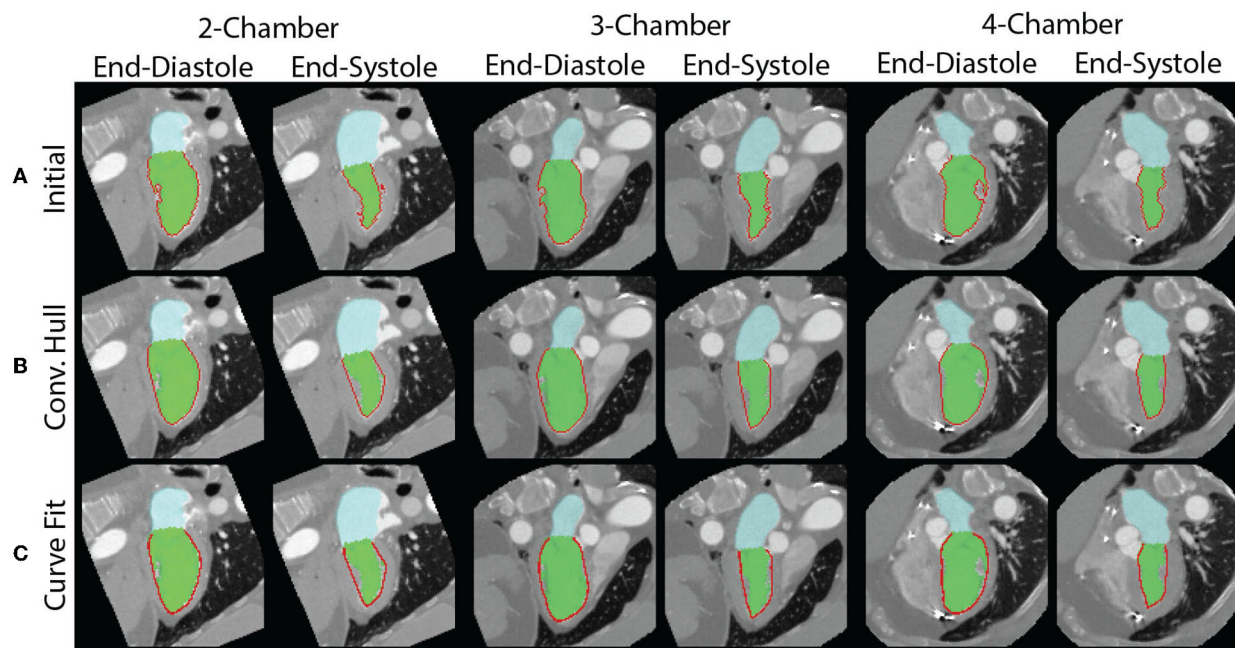 2-Chamber 3-Chamber 4-Chamber
End-Diastole End-Systole End-Diastole End-Systole End-Diastole End-Systole
A Initial
B Conv. Hull
C Curve Fit